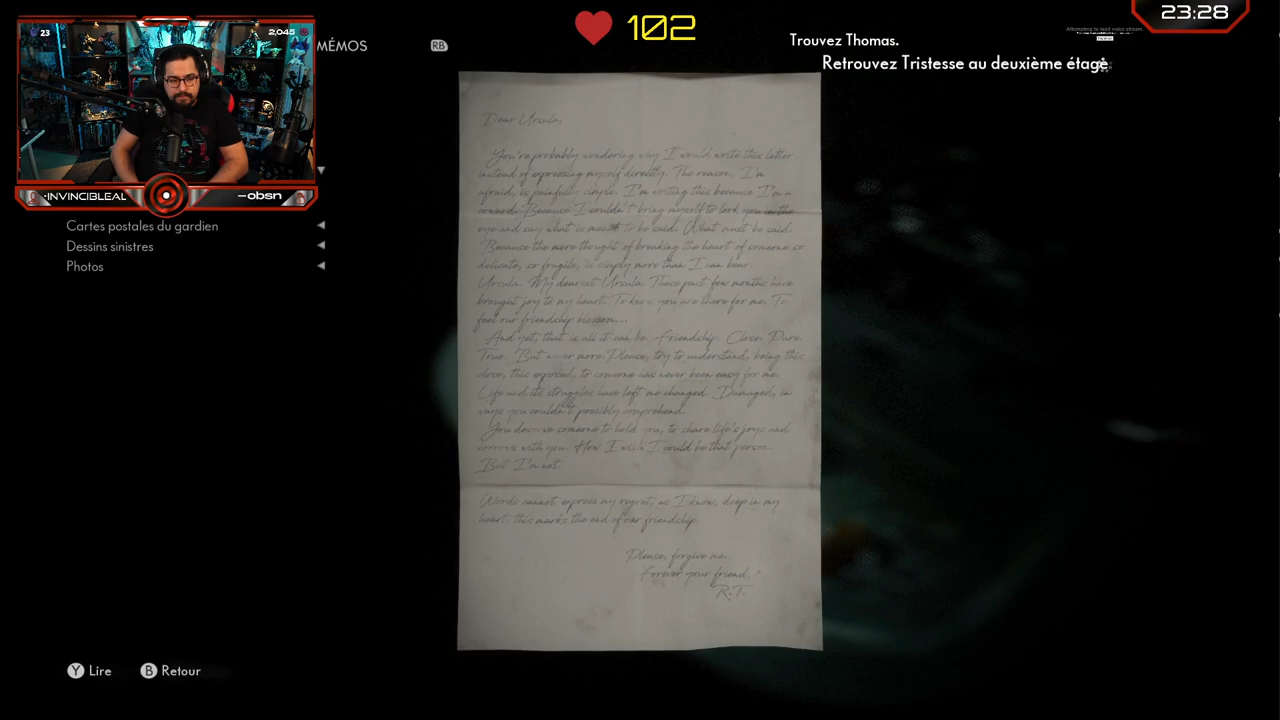 23
2,045
MÉMOS
RB
102
23:28
Trouvez Thomas.
Retrouvez Tristesse au deuxième étage
-INVINCIBLEAL
-obsn
Cartes postales du gardien
Dessins sinistres
Photos
Dear Ursula,
You're probably wondering why I would write this letter
instead of expressing myself directly. The reason, I'm
afraid, is painfully simple. I'm writing this because I'm a
coward. Because I couldn't bring myself to look you in the
eye and say what is meant to be said. What must be said.
Because the mere thought of breaking the heart of someone so
delicate, so fragile, is simply more than I can bear.
Ursula. My dearest Ursula. These past few months have
brought joy to my heart. To know you are there for me. To
feel our friendship blossom...
And yet, that is all it can be. Friendship. Close. Pure.
True. But never more. Please, try to understand, being this
close, this exposed, to someone was never been easy for me.
Life and its struggles have left me changed. Damaged, in
ways you couldn't possibly comprehend.
You deserve someone to hold you, to share life's joys and
sorrows with you. How I wish I could be that person.
But I'm not.
Words cannot express my regret, as I know, deep in my
heart, this marks the end of our friendship.
Please, forgive me.
Forever your friend,
R.T.
Y Lire
B Retour